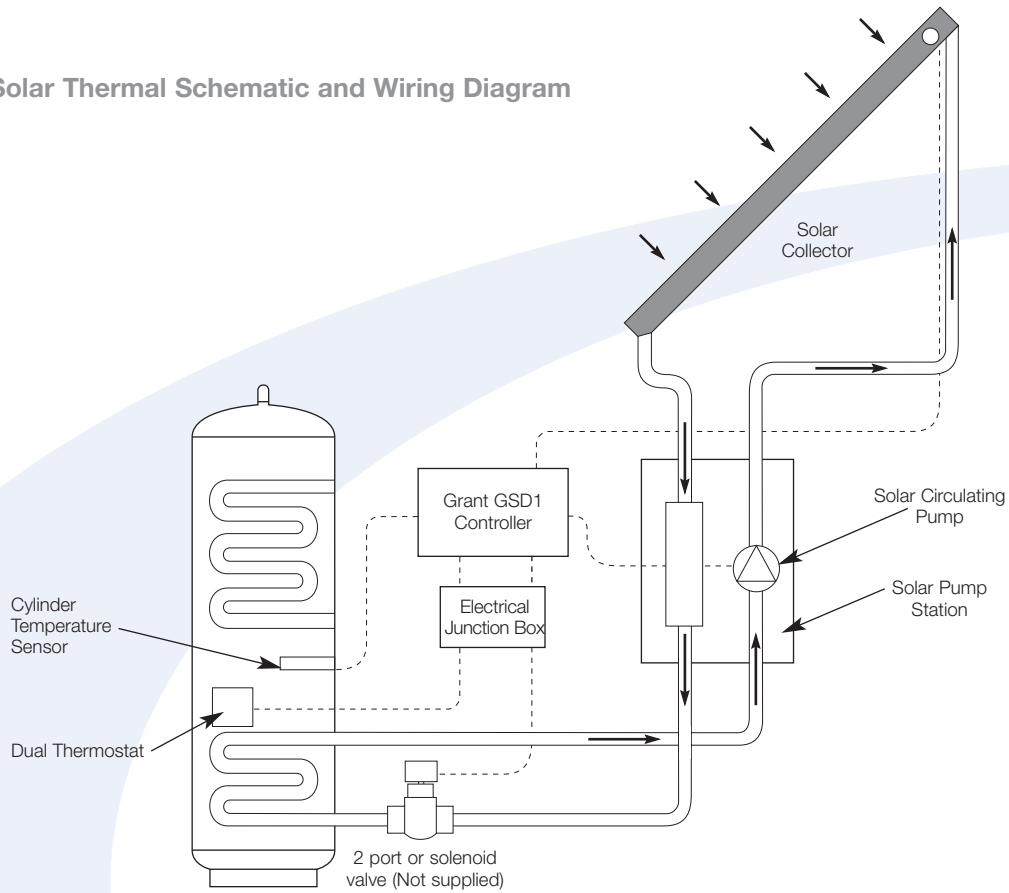 Solar Thermal Schematic and Wiring Diagram
Solar
Collector
Grant GSD1
Controller
Solar Circulating
Pump
Electrical
Junction Box
Solar Pump
Station
Cylinder
Temperature
Sensor
Dual Thermostat
2 port or solenoid
valve (Not supplied)